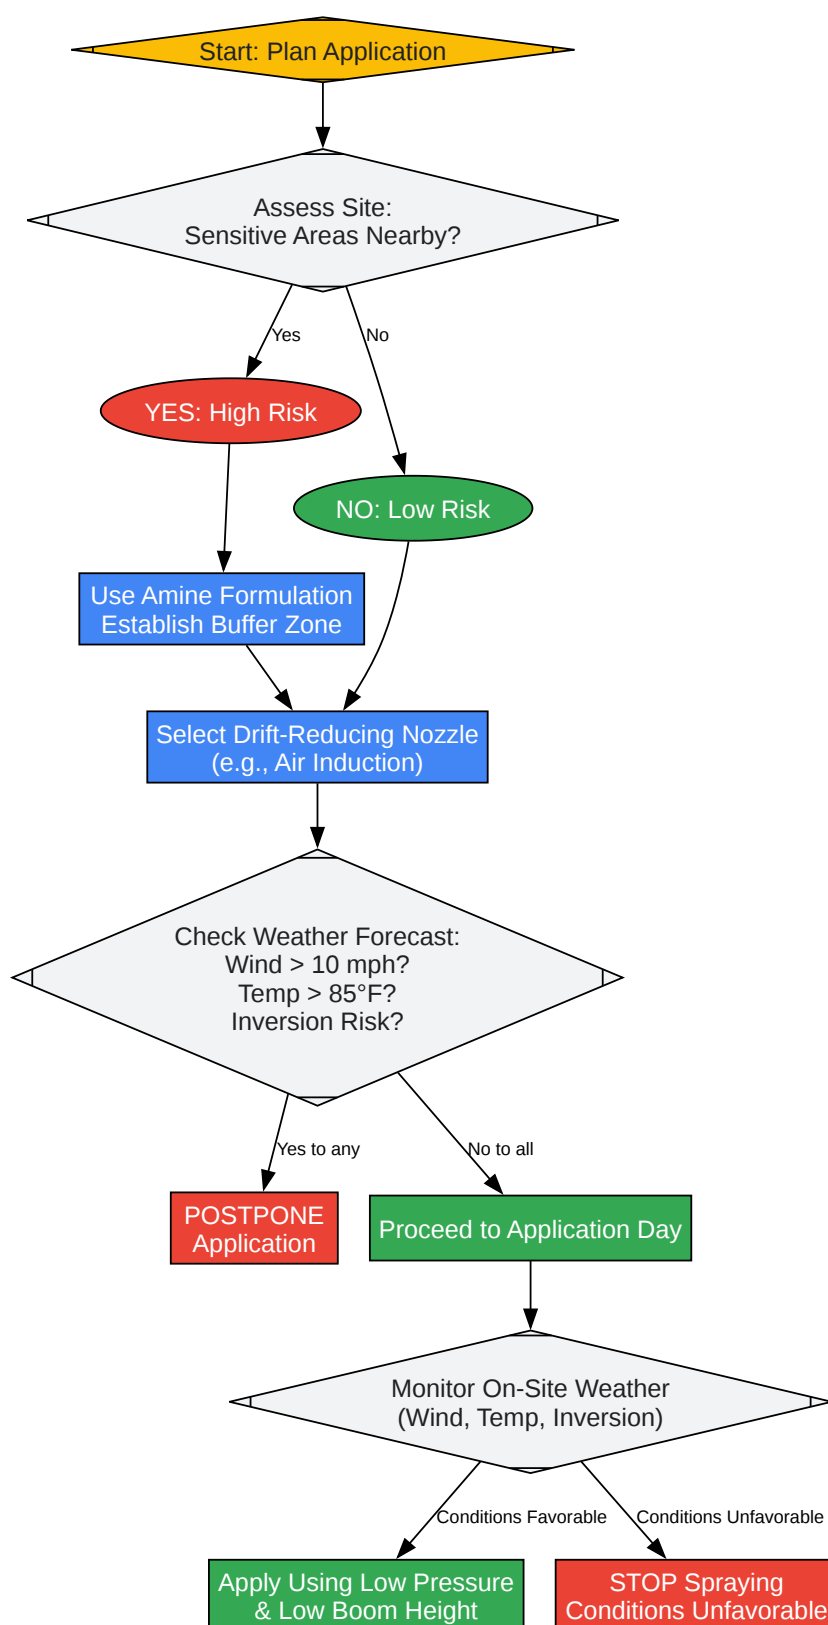 Start: Plan Application
Assess Site:
Sensitive Areas Nearby?
Yes
No
YES: High Risk
NO: Low Risk
Use Amine Formulation
Establish Buffer Zone
Select Drift-Reducing Nozzle
(e.g., Air Induction)
Check Weather Forecast:
Wind > 10 mph?
Temp > 85°F?
Inversion Risk?
Yes to any
No to all
POSTPONE
Application
Proceed to Application Day
Monitor On-Site Weather
(Wind, Temp, Inversion)
Conditions Favorable
Conditions Unfavorable
Apply Using Low Pressure
& Low Boom Height
STOP Spraying
Conditions Unfavorable